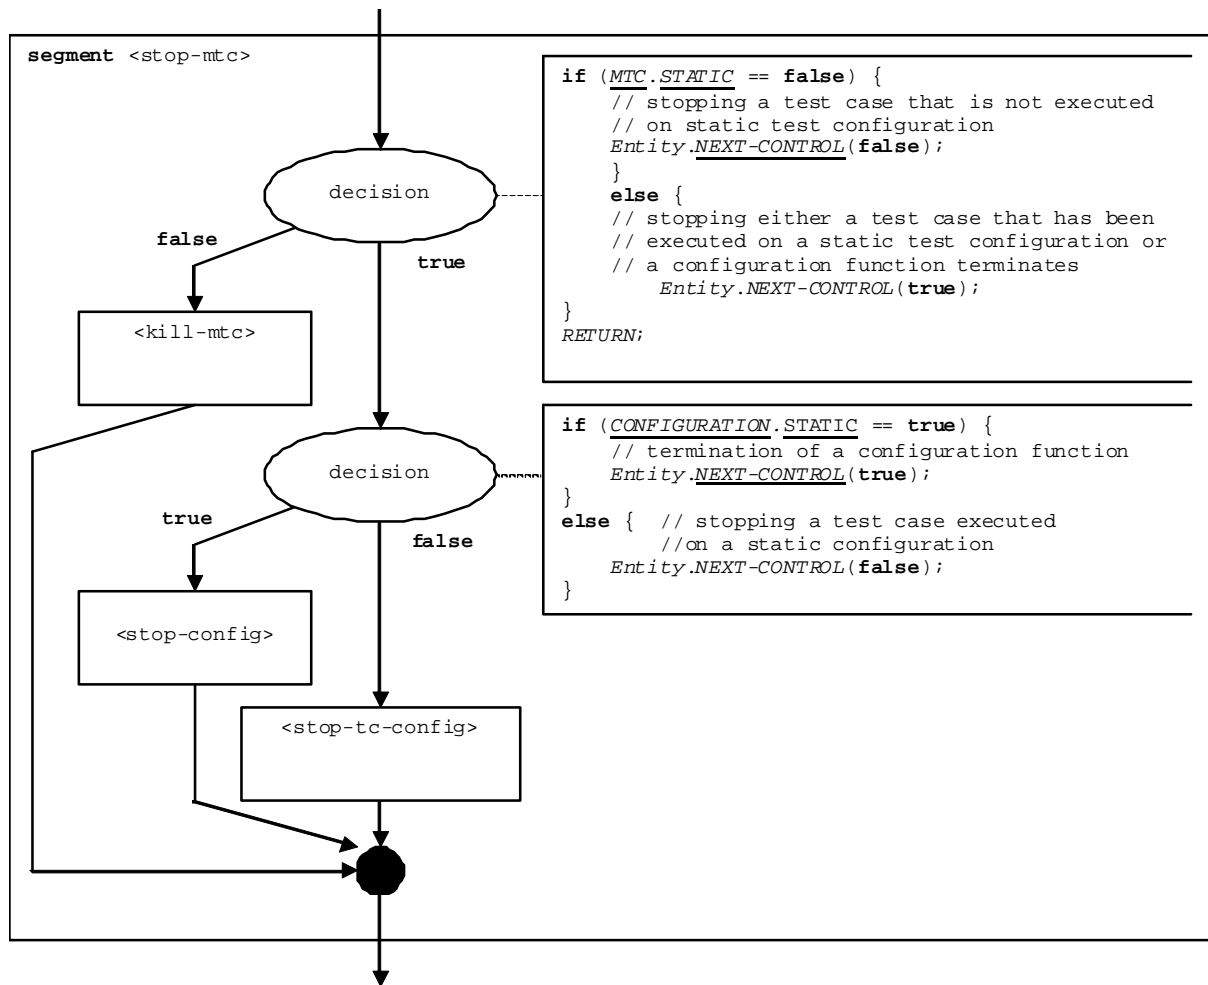 segment <stop-mtc>
if (MTC.STATIC == false) {
// stopping a test case that is not executed
// on static test configuration
Entity.NEXT-CONTROL(false);
}
else {
// stopping either a test case that has been
// executed on a static test configuration or
// a configuration function terminates
Entity.NEXT-CONTROL(true);
}
RETURN;
decision
false
true
<kill-mtc>
if (CONFIGURATION.STATIC == true) {
// termination of a configuration function
Entity.NEXT-CONTROL(true);
}
else { // stopping a test case executed
//on a static configuration
Entity.NEXT-CONTROL(false);
}
decision
true
false
<stop-config>
<stop-tc-config>